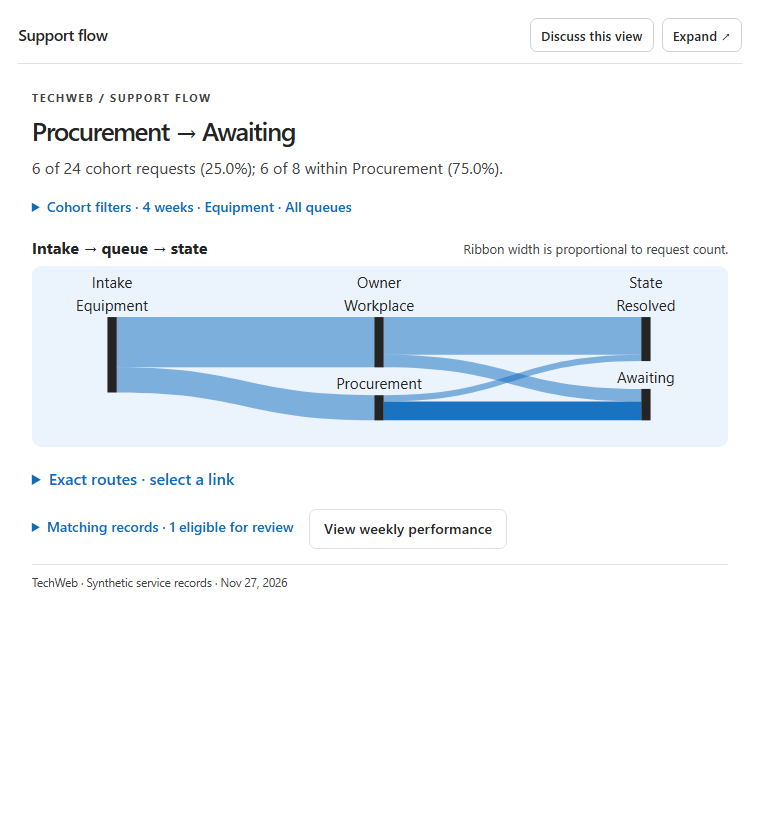 Support flow
Discuss this view
Expand ↗
TECHWEB / SUPPORT FLOW
Procurement → Awaiting
6 of 24 cohort requests (25.0%); 6 of 8 within Procurement (75.0%).
▶ Cohort filters · 4 weeks · Equipment · All queues
Intake → queue → state
Ribbon width is proportional to request count.
Intake
Owner
State
Equipment
Workplace
Resolved
Awaiting
Procurement
▶ Exact routes · select a link
▶ Matching records · 1 eligible for review
View weekly performance
TechWeb · Synthetic service records · Nov 27, 2026